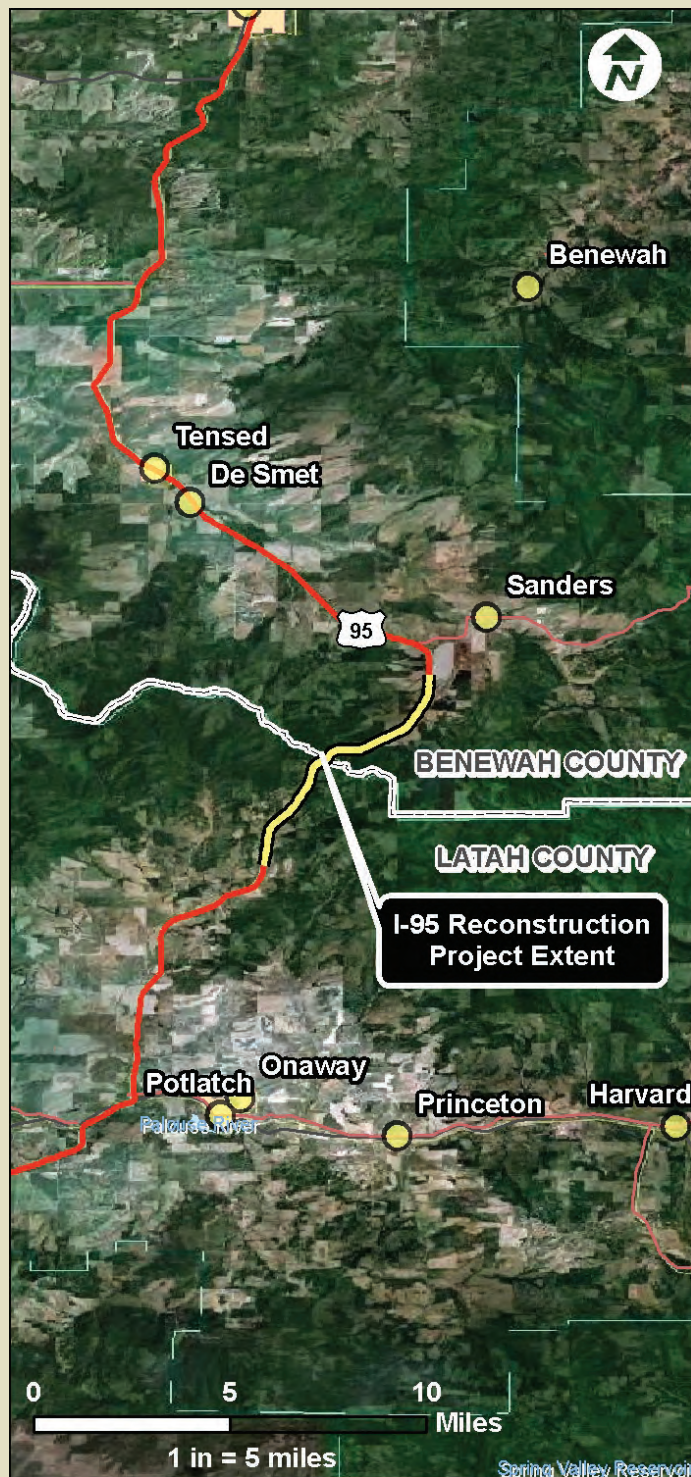 N
Benewah
Tensed
De Smet
Sanders
95
BENEWAH COUNTY
LATAH COUNTY
I-95 Reconstruction
Project Extent
Onaway
Potlatch
Harvard
Princeton
Palouse River
0 5 10
Miles
1 in = 5 miles
Spring Valley Reservoi